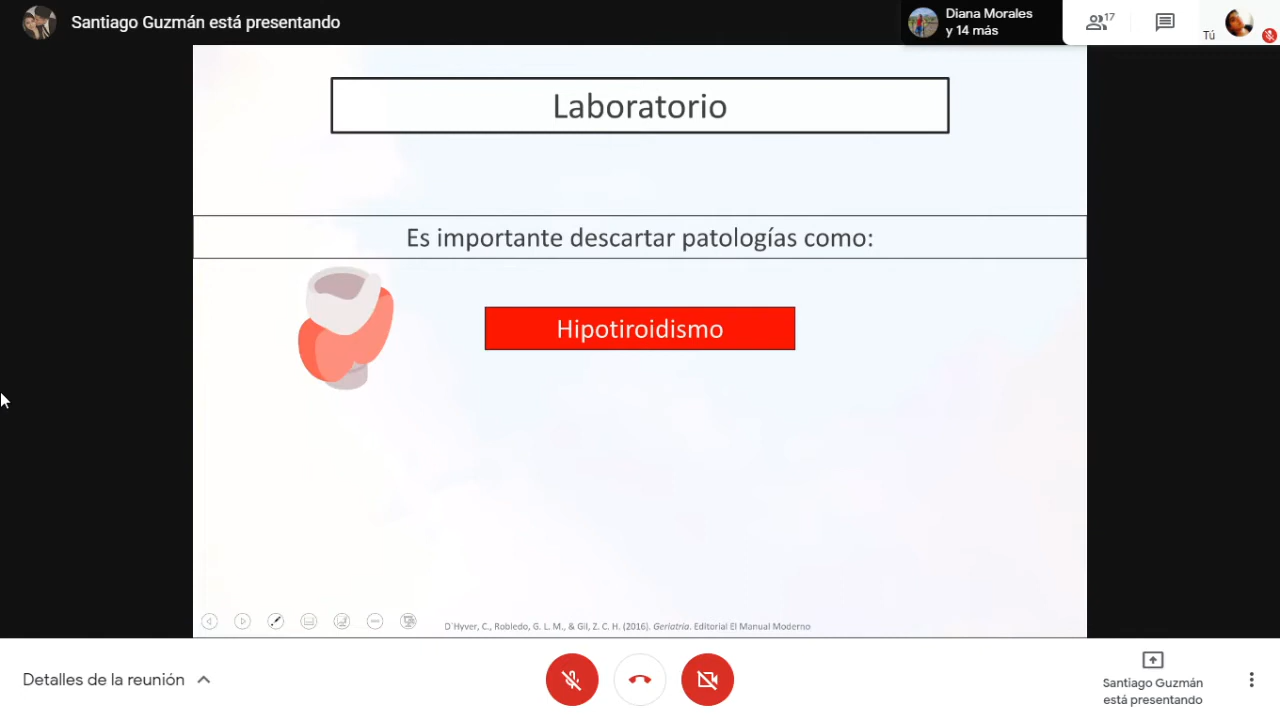 Santiago Guzmán está presentando
Diana Morales
y 14 más
17
Tú
Laboratorio
Es importante descartar patologías como:
Hipotiroidismo
D´Hyver, C., Robledo, G. L. M., & Gil, Z. C. H. (2016). Geriatría. Editorial El Manual Moderno
Detalles de la reunión
Santiago Guzmán
está presentando